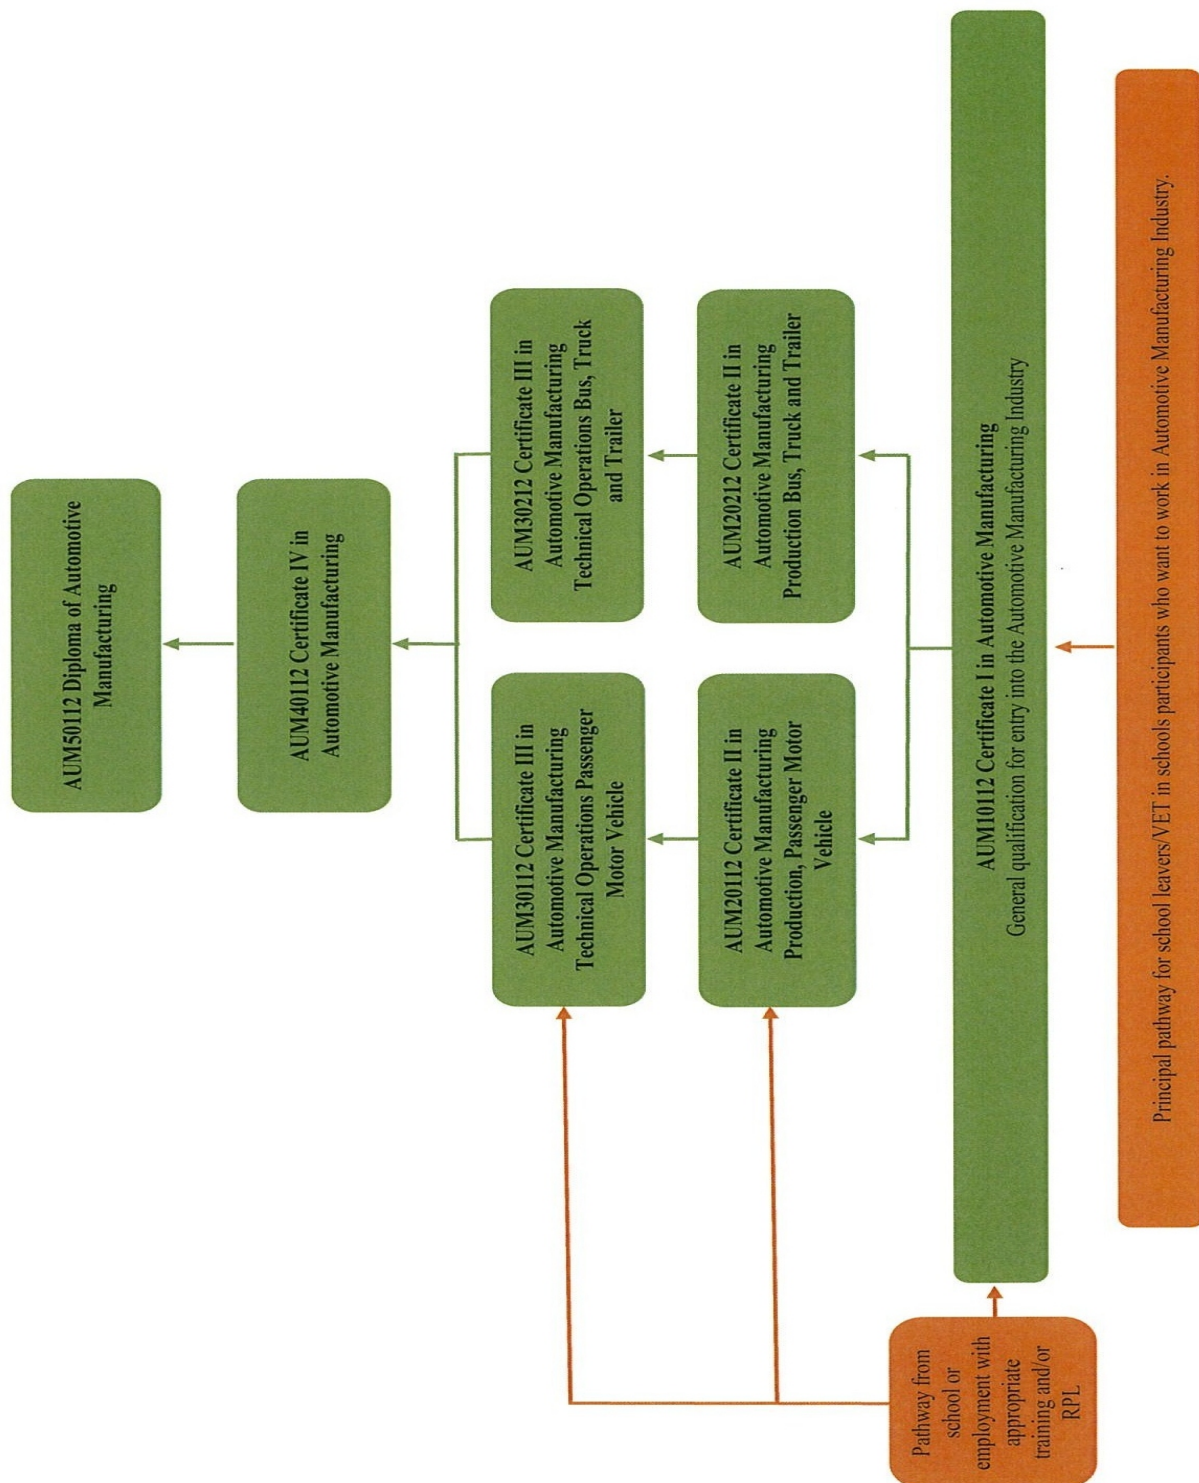 AUM50112 Diploma of Automotive
Manufacturing
AUM40112 Certificate IV in
Automotive Manufacturing
AUM30112 Certificate III in
Automotive Manufacturing
Technical Operations Passenger
Motor Vehicle
AUM30212 Certificate III in
Automotive Manufacturing
Technical Operations Bus, Truck
and Trailer
AUM20112 Certificate II in
Automotive Manufacturing
Production, Passenger Motor
Vehicle
AUM20212 Certificate II in
Automotive Manufacturing
Production Bus, Truck and Trailer
Pathway from
school or
employment with
appropriate
training and/or
RPL
AUM10112 Certificate I in Automotive Manufacturing
General qualification for entry into the Automotive Manufacturing Industry
Principal pathway for school leavers/VET in schools participants who want to work in Automotive Manufacturing Industry.